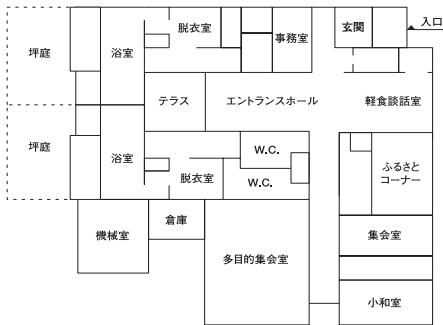 坪庭
浴室
脱衣室
事務室
玄関
入口
テラス
エントランスホール
軽食談話室
坪庭
浴室
脱衣室
W.C.
W.C.
ふるさと
コーナー
機械室
倉庫
多目的集会室
集会室
小和室